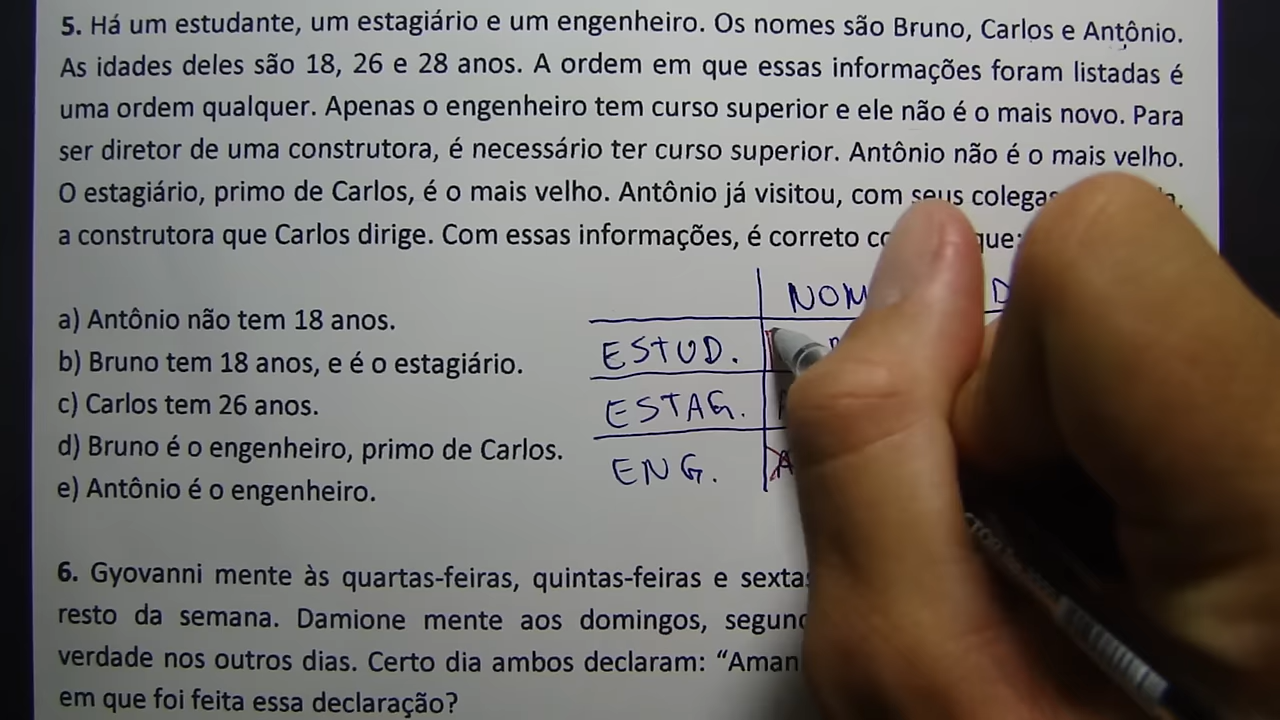 5. Há um estudante, um estagiário e um engenheiro. Os nomes são Bruno, Carlos e Antônio.
As idades deles são 18, 26 e 28 anos. A ordem em que essas informações foram listadas é
uma ordem qualquer. Apenas o engenheiro tem curso superior e ele não é o mais novo. Para
ser diretor de uma construtora, é necessário ter curso superior. Antônio não é o mais velho.
O estagiário, primo de Carlos, é o mais velho. Antônio já visitou, com seus colegas
a construtora que Carlos dirige. Com essas informações, é correto que:
a) Antônio não tem 18 anos.
b) Bruno tem 18 anos, e é o estagiário.
c) Carlos tem 26 anos.
d) Bruno é o engenheiro, primo de Carlos.
e) Antônio é o engenheiro.
NOM D
ESTUD.
ESTAG.
ENG. A
6. Gyovanni mente às quartas-feiras, quintas-feiras e
resto da semana. Damione mente aos domingos,
verdade nos outros dias. Certo dia ambos declaram: “Aman
em que foi feita essa declaração?